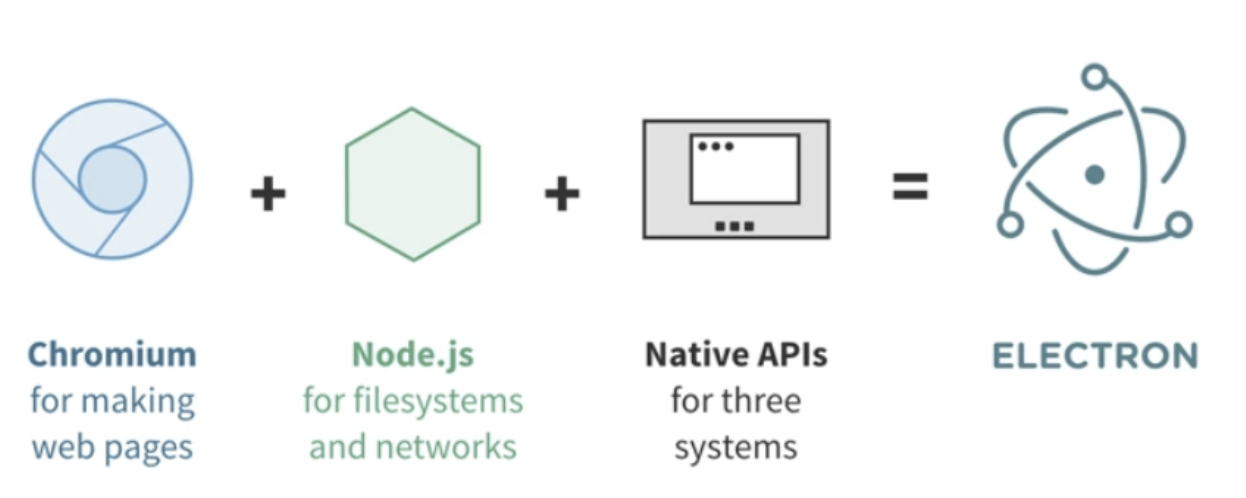 + + =
Chromium
for making
web pages
Node.js
for filesystems
and networks
Native APIs
for three
systems
ELECTRON